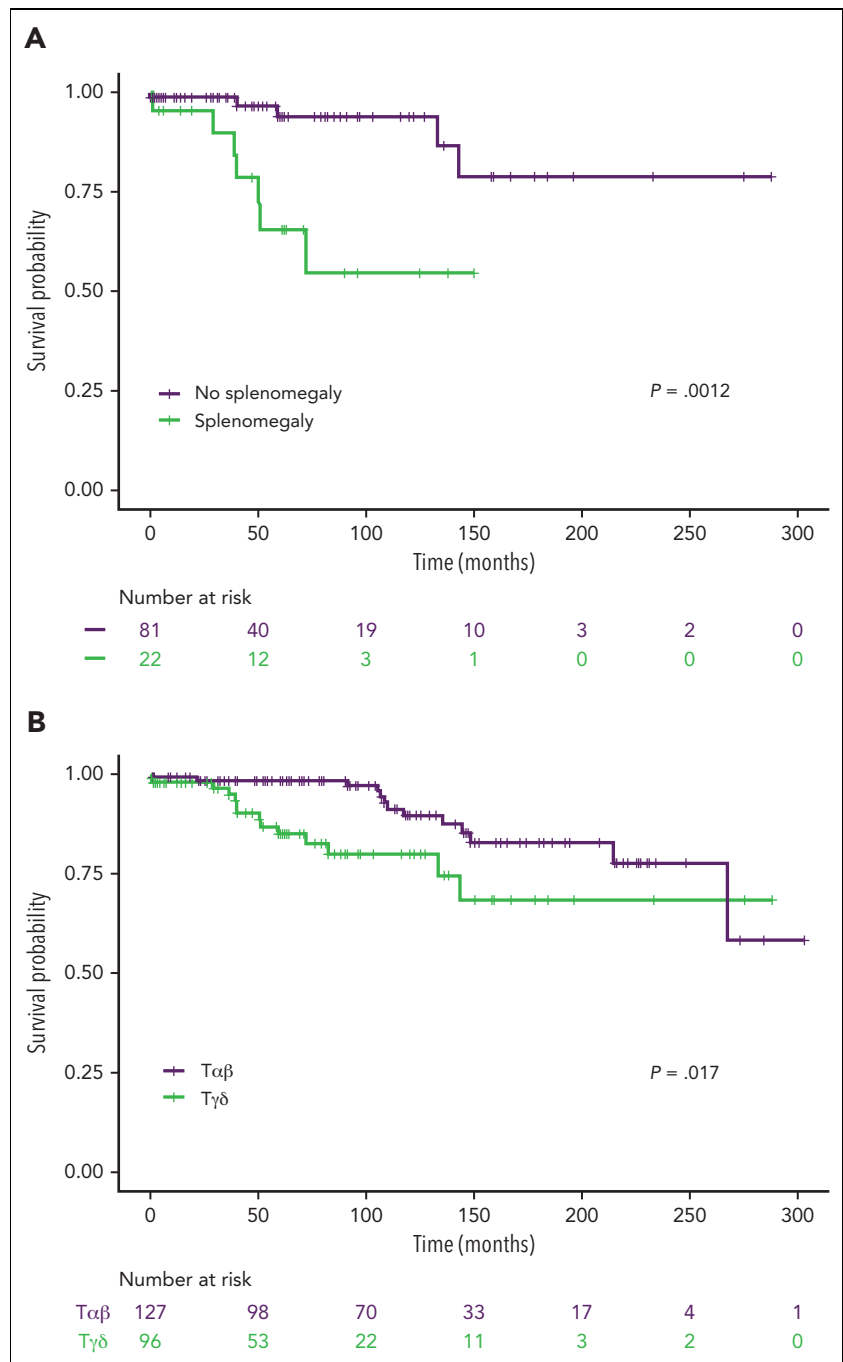 A
1.00
0.75
0.50
0.25
0.00
Survival probability
No splenomegaly
Splenomegaly
P = .0012
0 50 100 150 200 250 300
Time (months)
Number at risk
81 40 19 10 3 2 0
22 12 3 1 0 0 0
B
1.00
0.75
0.50
0.25
0.00
Survival probability
Tαβ
Tγδ
P = .017
0 50 100 150 200 250 300
Time (months)
Number at risk
Tαβ 127 98 70 33 17 4 1
Tγδ 96 53 22 11 3 2 0